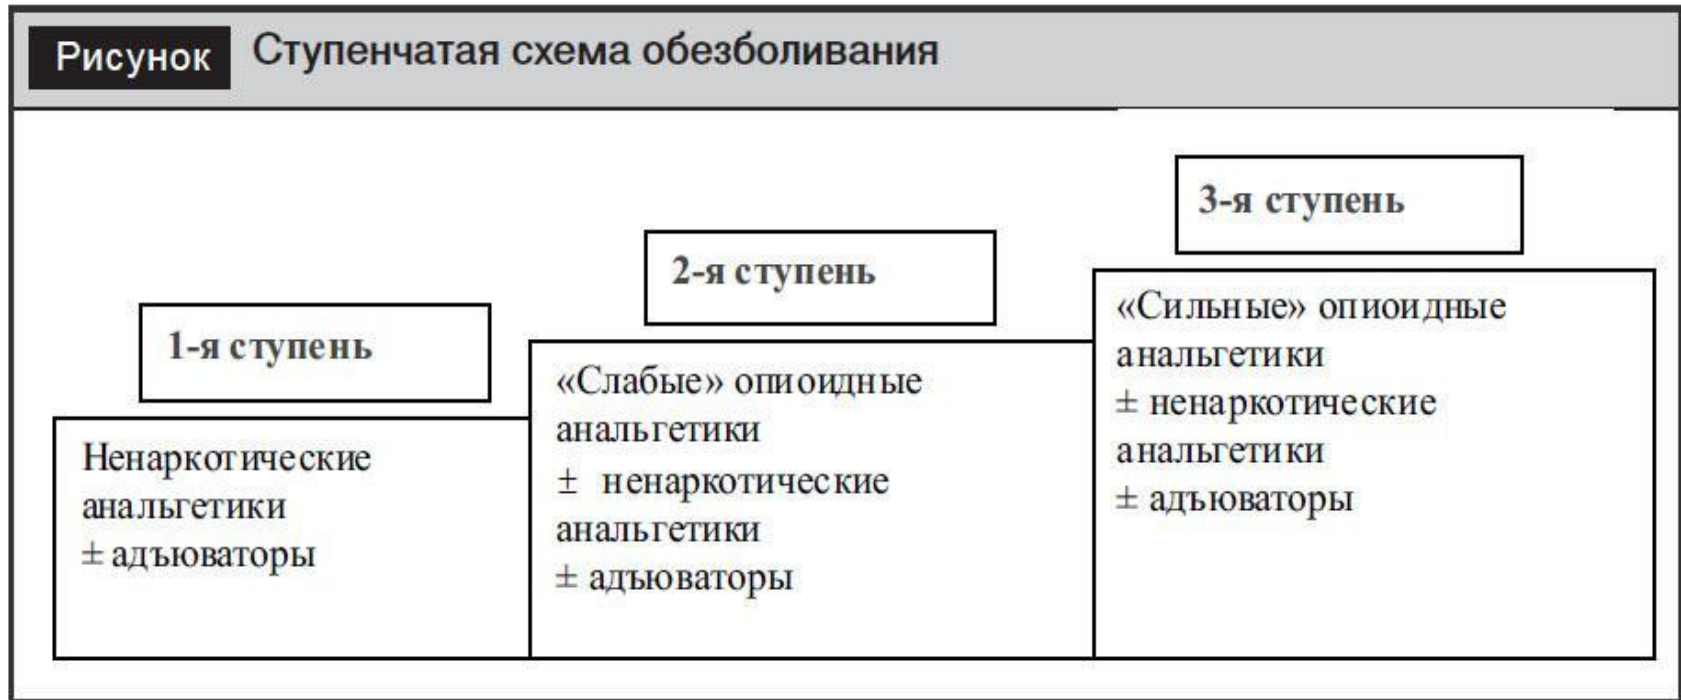 Рисунок Ступенчатая схема обезболивания
1-я ступень
Ненаркотические
анальгетики
± адъюваторы
2-я ступень
«Слабые» опиоидные
анальгетики
± ненаркотические
анальгетики
± адъюваторы
3-я ступень
«Сильные» опиоидные
анальгетики
± ненаркотические
анальгетики
± адъюваторы